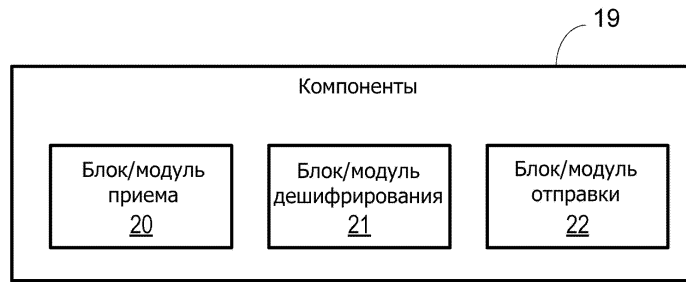 19
Компоненты
Блок/модуль
приема
20
Блок/модуль
дешифрирования
21
Блок/модуль
отправки
22